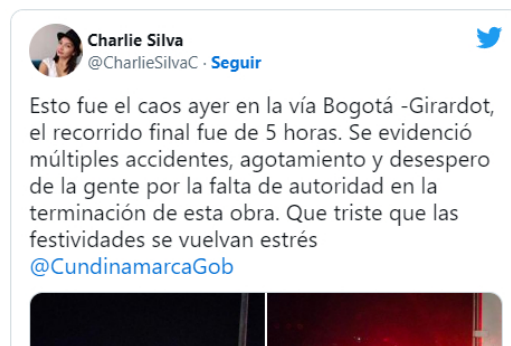 Charlie Silva
@CharlieSilvaC · Seguir
Esto fue el caos ayer en la vía Bogotá -Girardot,
el recorrido final fue de 5 horas. Se evidenció
múltiples accidentes, agotamiento y desespero
de la gente por la falta de autoridad en la
terminación de esta obra. Que triste que las
festividades se vuelvan estrés
@CundinamarcaGob